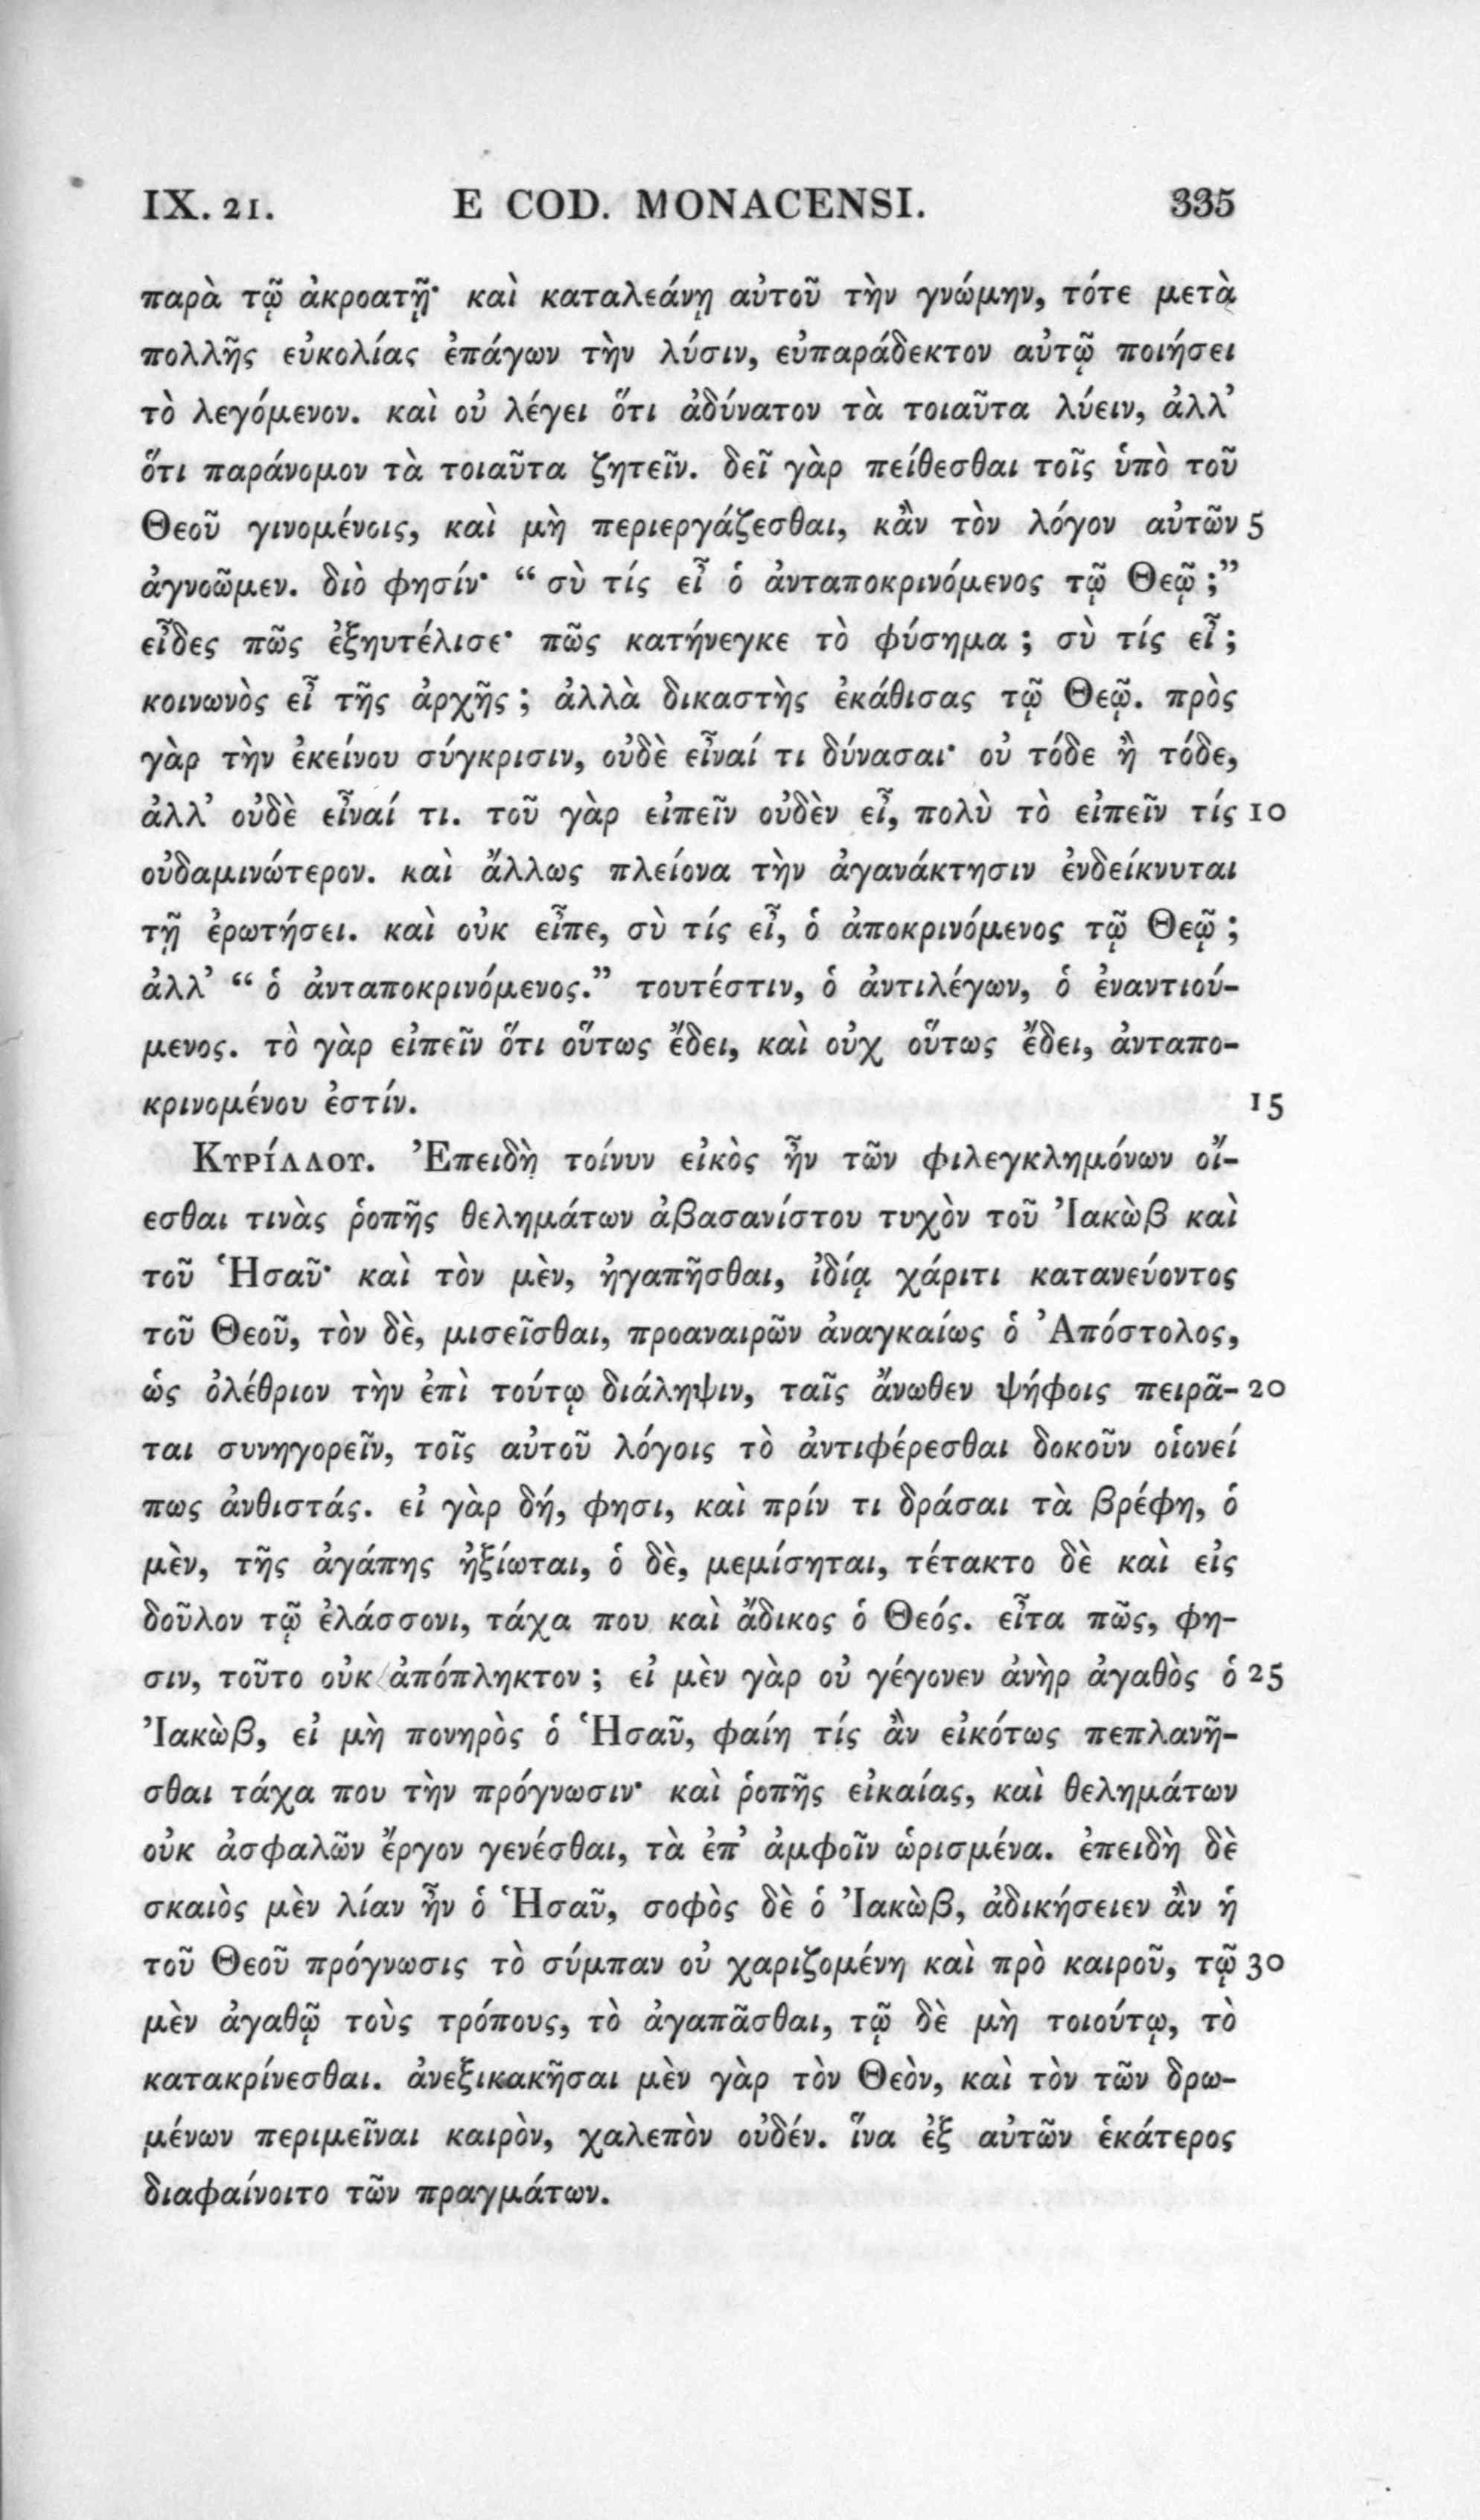 IX. 21. E COD. MONACENSI. 335
παρὰ τῷ ἀκροατῇ· καὶ καταλεάνῃ αὐτοῦ τὴν γνώμην, τότε μετὰ
πολλῆς εὐκολίας ἐπάγων τὴν λύσιν, εὐπαράδεκτον αὐτῷ ποιήσει
τὸ λεγόμενον. καὶ οὐ λέγει ὅτι ἀδύνατον τὰ τοιαῦτα λύειν, ἀλλ’
ὅτι παράνομον τὰ τοιαῦτα ζητεῖν. δεῖ γὰρ πείθεσθαι τοῖς ὑπὸ τοῦ
Θεοῦ γινομένοις, καὶ μὴ περιεργάζεσθαι, κἂν τὸν λόγον αὐτῶν 5
ἀγνοῶμεν. διὸ φησίν· “ σὺ τίς εἶ ὁ ἀνταποκρινόμενος τῷ Θεῷ ;”
εἶδες πῶς ἐξηυτέλισε· πῶς κατήνεγκε τὸ φύσημα ; σὺ τίς εἶ ;
κοινωνὸς εἶ τῆς ἀρχῆς ; ἀλλὰ δικαστὴς ἐκάθισας τῷ Θεῷ. πρὸς
γὰρ τὴν ἐκείνου σύγκρισιν, οὐδὲ εἶναί τι δύνασαι· οὐ τόδε ἢ τόδε,
ἀλλ’ οὐδὲ εἶναί τι. τοῦ γὰρ εἰπεῖν οὐδὲν εἶ, πολὺ τὸ εἰπεῖν τίς 10
οὐδαμινώτερον. καὶ ἄλλως πλείονα τὴν ἀγανάκτησιν ἐνδείκνυται
τῇ ἐρωτήσει. καὶ οὐκ εἶπε, σὺ τίς εἶ, ὁ ἀποκρινόμενος τῷ Θεῷ ;
ἀλλ’ “ ὁ ἀνταποκρινόμενος.” τουτέστιν, ὁ ἀντιλέγων, ὁ ἐναντιού-
μενος. τὸ γὰρ εἰπεῖν ὅτι οὕτως ἔδει, καὶ οὐχ οὕτως ἔδει, ἀνταπο-
κρινομένου ἐστίν. 15
Κυρίλλου. Ἐπειδὴ τοίνυν εἰκὸς ἦν τῶν φιλεγκλημόνων οἴ-
εσθαι τινὰς ῥοπῆς θελημάτων ἀβασανίστου τυχὸν τοῦ Ἰακὼβ καὶ
τοῦ Ἡσαῦ· καὶ τὸν μὲν, ἠγαπῆσθαι, ἰδίᾳ χάριτι κατανεύοντος
τοῦ Θεοῦ, τὸν δὲ, μισεῖσθαι, προαναιρῶν ἀναγκαίως ὁ Ἀπόστολος,
ὡς ὀλέθριον τὴν ἐπὶ τούτῳ διάληψιν, ταῖς ἄνωθεν ψήφοις πειρᾶ- 20
ται συνηγορεῖν, τοῖς αὐτοῦ λόγοις τὸ ἀντιφέρεσθαι δοκοῦν οἱονεί
πως ἀνθιστάς. εἰ γὰρ δή, φησι, καὶ πρίν τι δράσαι τὰ βρέφη, ὁ
μὲν, τῆς ἀγάπης ἠξίωται, ὁ δὲ, μεμίσηται, τέτακτο δὲ καὶ εἰς
δοῦλον τῷ ἐλάσσονι, τάχα που καὶ ἄδικος ὁ Θεός. εἶτα πῶς, φη-
σιν, τοῦτο οὐκ ἀπόπληκτον ; εἰ μὲν γὰρ οὐ γέγονεν ἀνὴρ ἀγαθὸς ὁ 25
Ἰακὼβ, εἰ μὴ πονηρὸς ὁ Ἡσαῦ, φαίη τίς ἂν εἰκότως πεπλανῆ-
σθαι τάχα που τὴν πρόγνωσιν· καὶ ῥοπῆς εἰκαίας, καὶ θελημάτων
οὐκ ἀσφαλῶν ἔργον γενέσθαι, τὰ ἐπ’ ἀμφοῖν ὡρισμένα. ἐπειδὴ δὲ
σκαιὸς μὲν λίαν ἦν ὁ Ἡσαῦ, σοφὸς δὲ ὁ Ἰακὼβ, ἀδικήσειεν ἂν ἡ
τοῦ Θεοῦ πρόγνωσις τὸ σύμπαν οὐ χαριζομένη καὶ πρὸ καιροῦ, τῷ 30
μὲν ἀγαθῷ τοὺς τρόπους, τὸ ἀγαπᾶσθαι, τῷ δὲ μὴ τοιούτῳ, τὸ
κατακρίνεσθαι. ἀνεξικακῆσαι μὲν γὰρ τὸν Θεὸν, καὶ τὸν τῶν δρω-
μένων περιμεῖναι καιρὸν, χαλεπὸν οὐδέν. ἵνα ἐξ αὐτῶν ἑκάτερος
διαφαίνοιτο τῶν πραγμάτων.